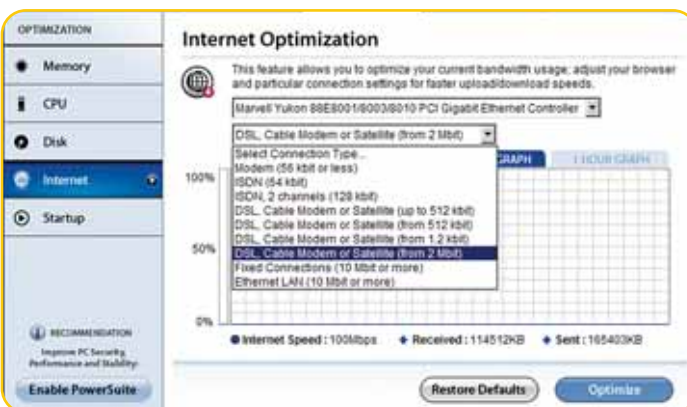 OPTIMIZATION
Memory
CPU
Disk
Internet
Startup
RECOMMENDATION
Improve PC Security,
Performance and Stability.
Enable PowerSuite
Internet Optimization
This feature allows you to optimize your current bandwidth usage; adjust your browser
and particular connection settings for faster upload/download speeds.
Marvell Yukon 88E8001/8003/8010 PCI Gigabit Ethernet Controller
DSL, Cable Modem or Satellite (from 2 Mbit)
Select Connection Type...
Modem (56 kbit or less)
ISDN (64 kbit)
ISDN, 2 channels (128 kbit)
DSL, Cable Modem or Satellite (up to 512 kbit)
DSL, Cable Modem or Satellite (from 512 kbit)
DSL, Cable Modem or Satellite (from 1.2 kbit)
DSL, Cable Modem or Satellite (from 2 Mbit)
Fixed Connections (10 Mbit or more)
Ethernet LAN (10 Mbit or more)
GRAPH
1 HOUR GRAPH
100%
50%
0%
Internet Speed : 100Mbps
Received : 114512KB
Sent : 165403KB
Restore Defaults
Optimize